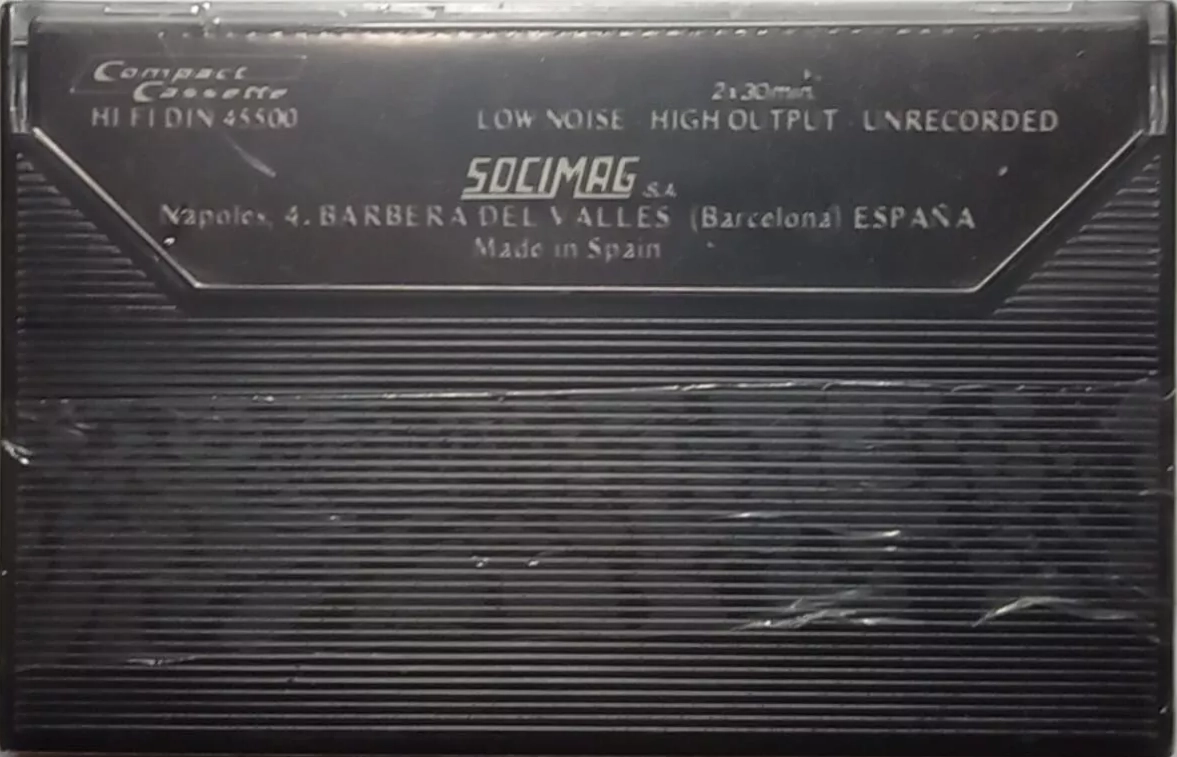 Compact
Cassette
2x30min.
HI FI DIN 45500 LOW NOISE HIGH OUTPUT UNRECORDED
SOCIMAG S.A.
Napoles, 4. BARBERA DEL VALLES (Barcelona) ESPAÑA
Made in Spain